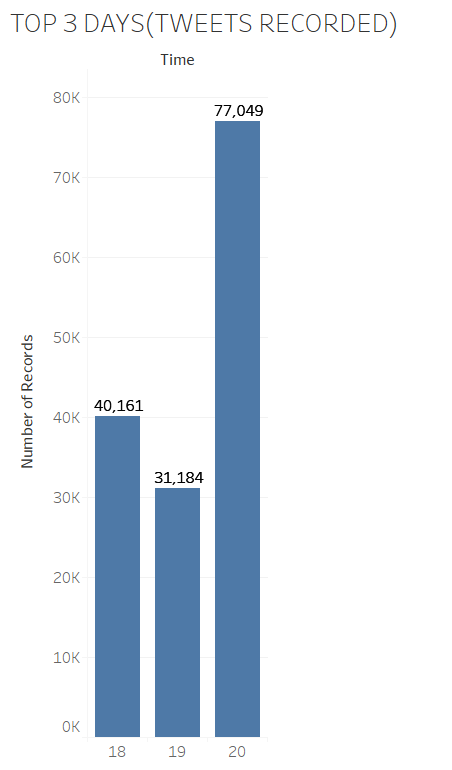 TOP 3 DAYS(TWEETS RECORDED)
Time
80K
77,049
70K
60K
50K
Number of Records
40,161
40K
31,184
30K
20K
10K
0K
18 19 20